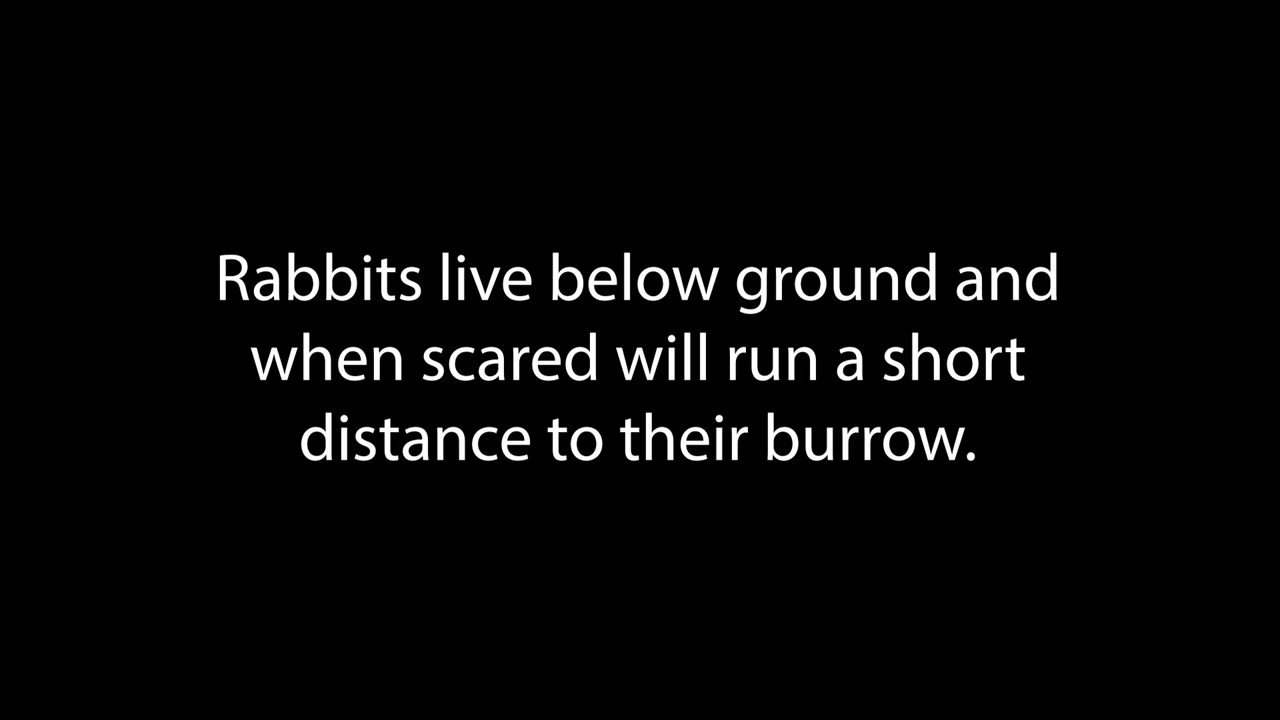 Rabbits live below ground and
when scared will run a short
distance to their burrow.